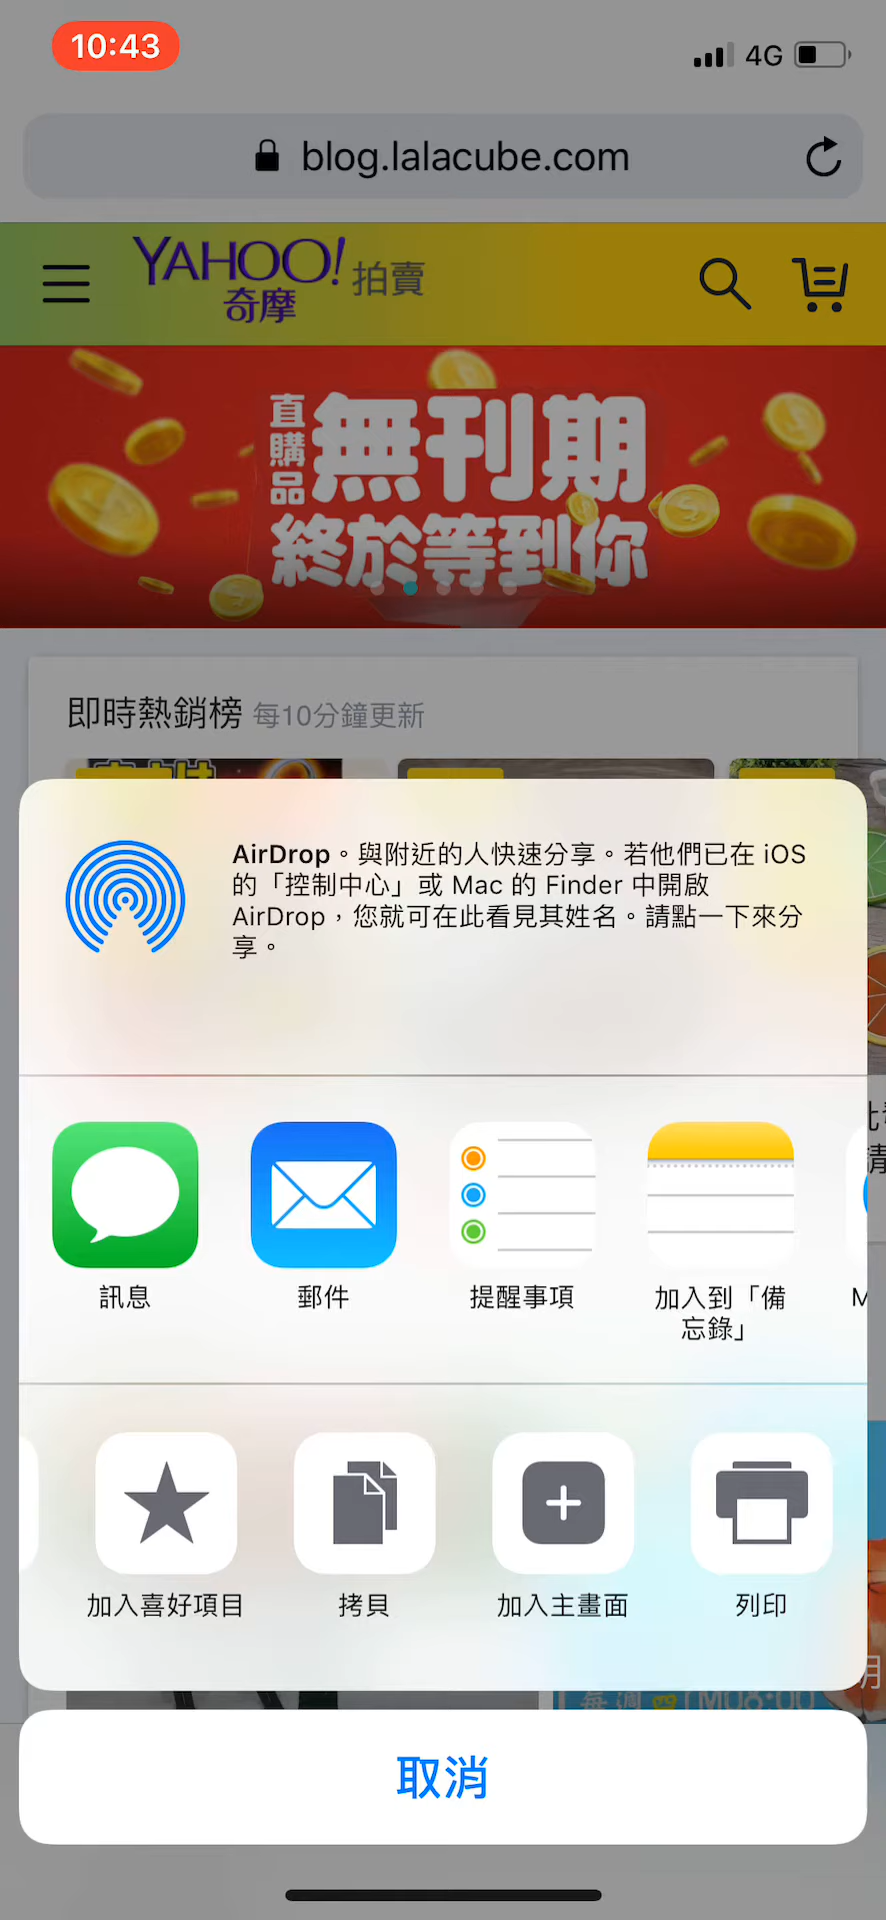 10:43
4G
blog.lalacube.com
YAHOO!
奇摩
拍賣
直購品
無刊期
終於等到你
即時熱銷榜 每10分鐘更新
AirDrop。與附近的人快速分享。若他們已在 iOS
的「控制中心」或 Mac 的 Finder 中開啟
AirDrop，您就可在此看見其姓名。請點一下來分
享。
訊息
郵件
提醒事項
加入到「備
忘錄」
M
加入喜好項目
拷貝
加入主畫面
列印
取消